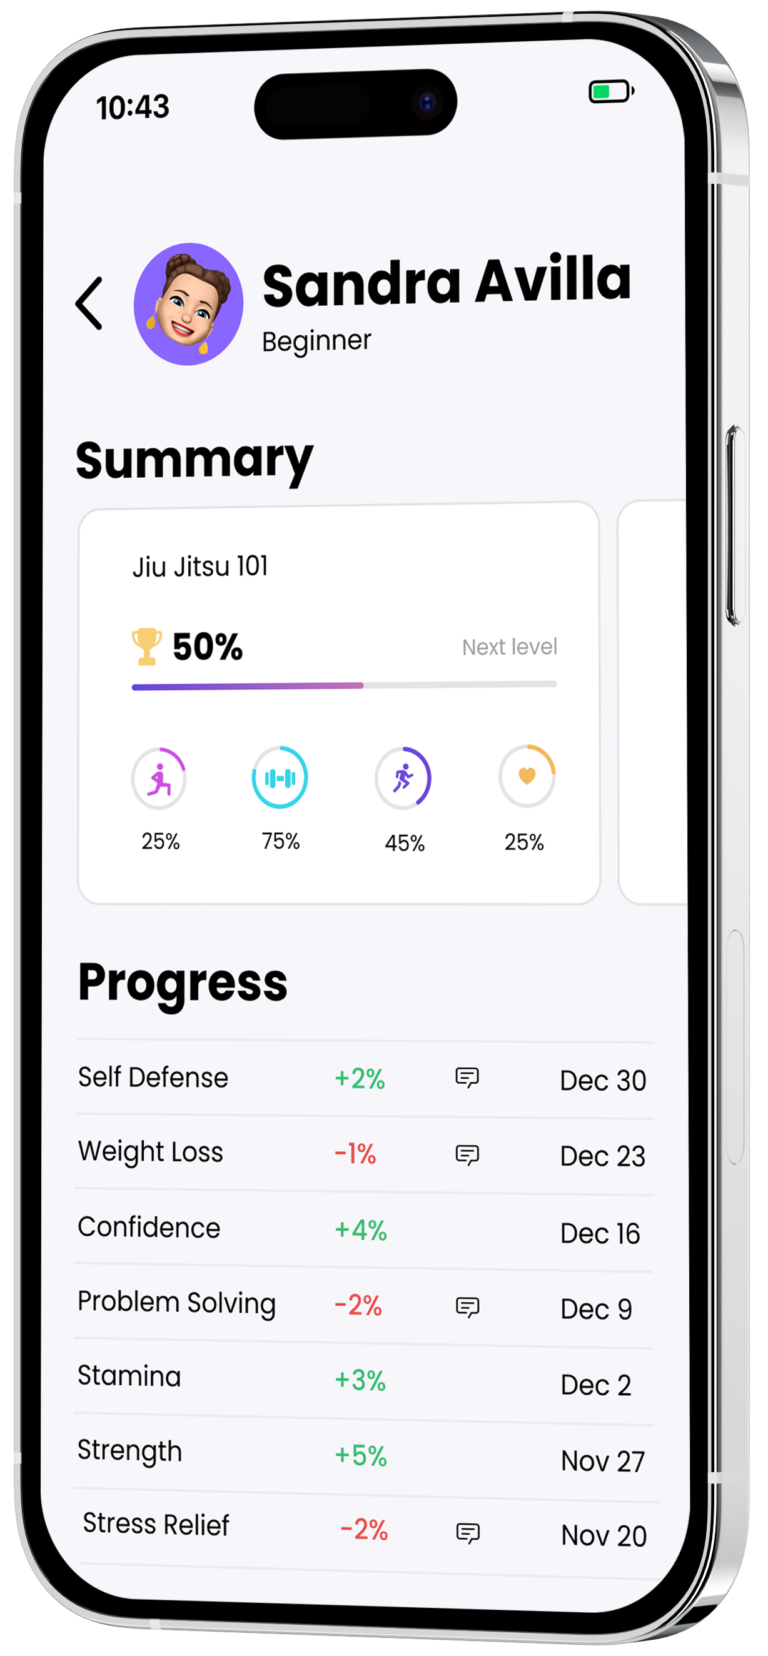 10:43
Sandra Avilla
Beginner
Summary
Jiu Jitsu 101
50% Next level
25% 75% 45% 25%
Progress
Self Defense +2% Dec 30
Weight Loss -1% Dec 23
Confidence +4% Dec 16
Problem Solving -2% Dec 9
Stamina +3% Dec 2
Strength +5% Nov 27
Stress Relief -2% Nov 20